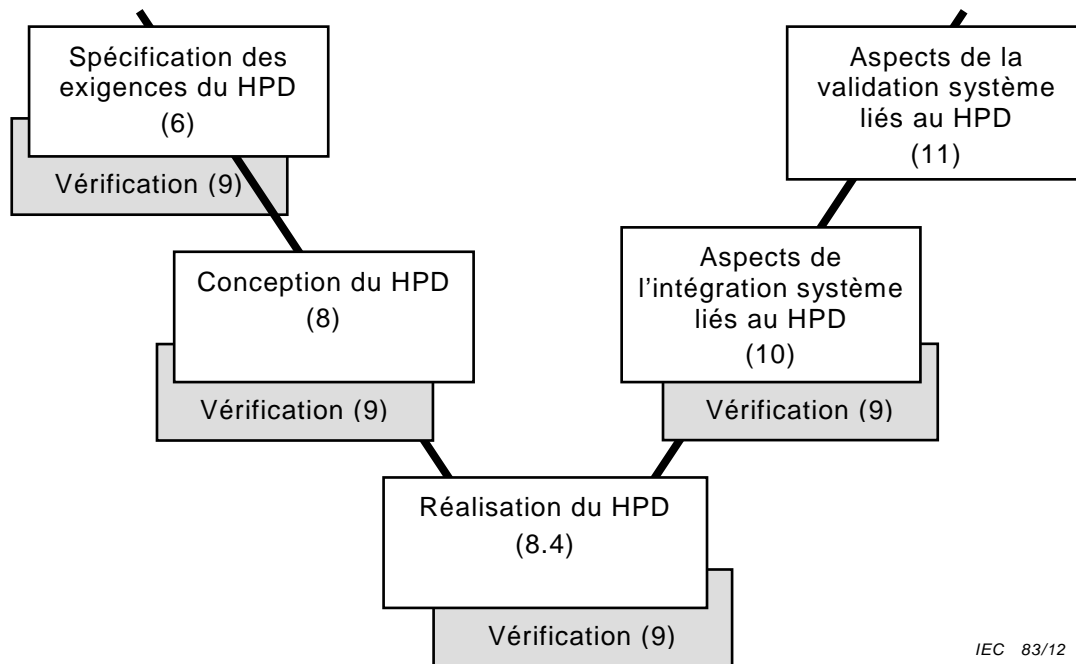 Spécification des
exigences du HPD
(6)
Vérification (9)
Aspects de la
validation système
liés au HPD
(11)
Conception du HPD
(8)
Vérification (9)
Aspects de
l'intégration système
liés au HPD
(10)
Vérification (9)
Réalisation du HPD
(8.4)
Vérification (9)
IEC 83/12